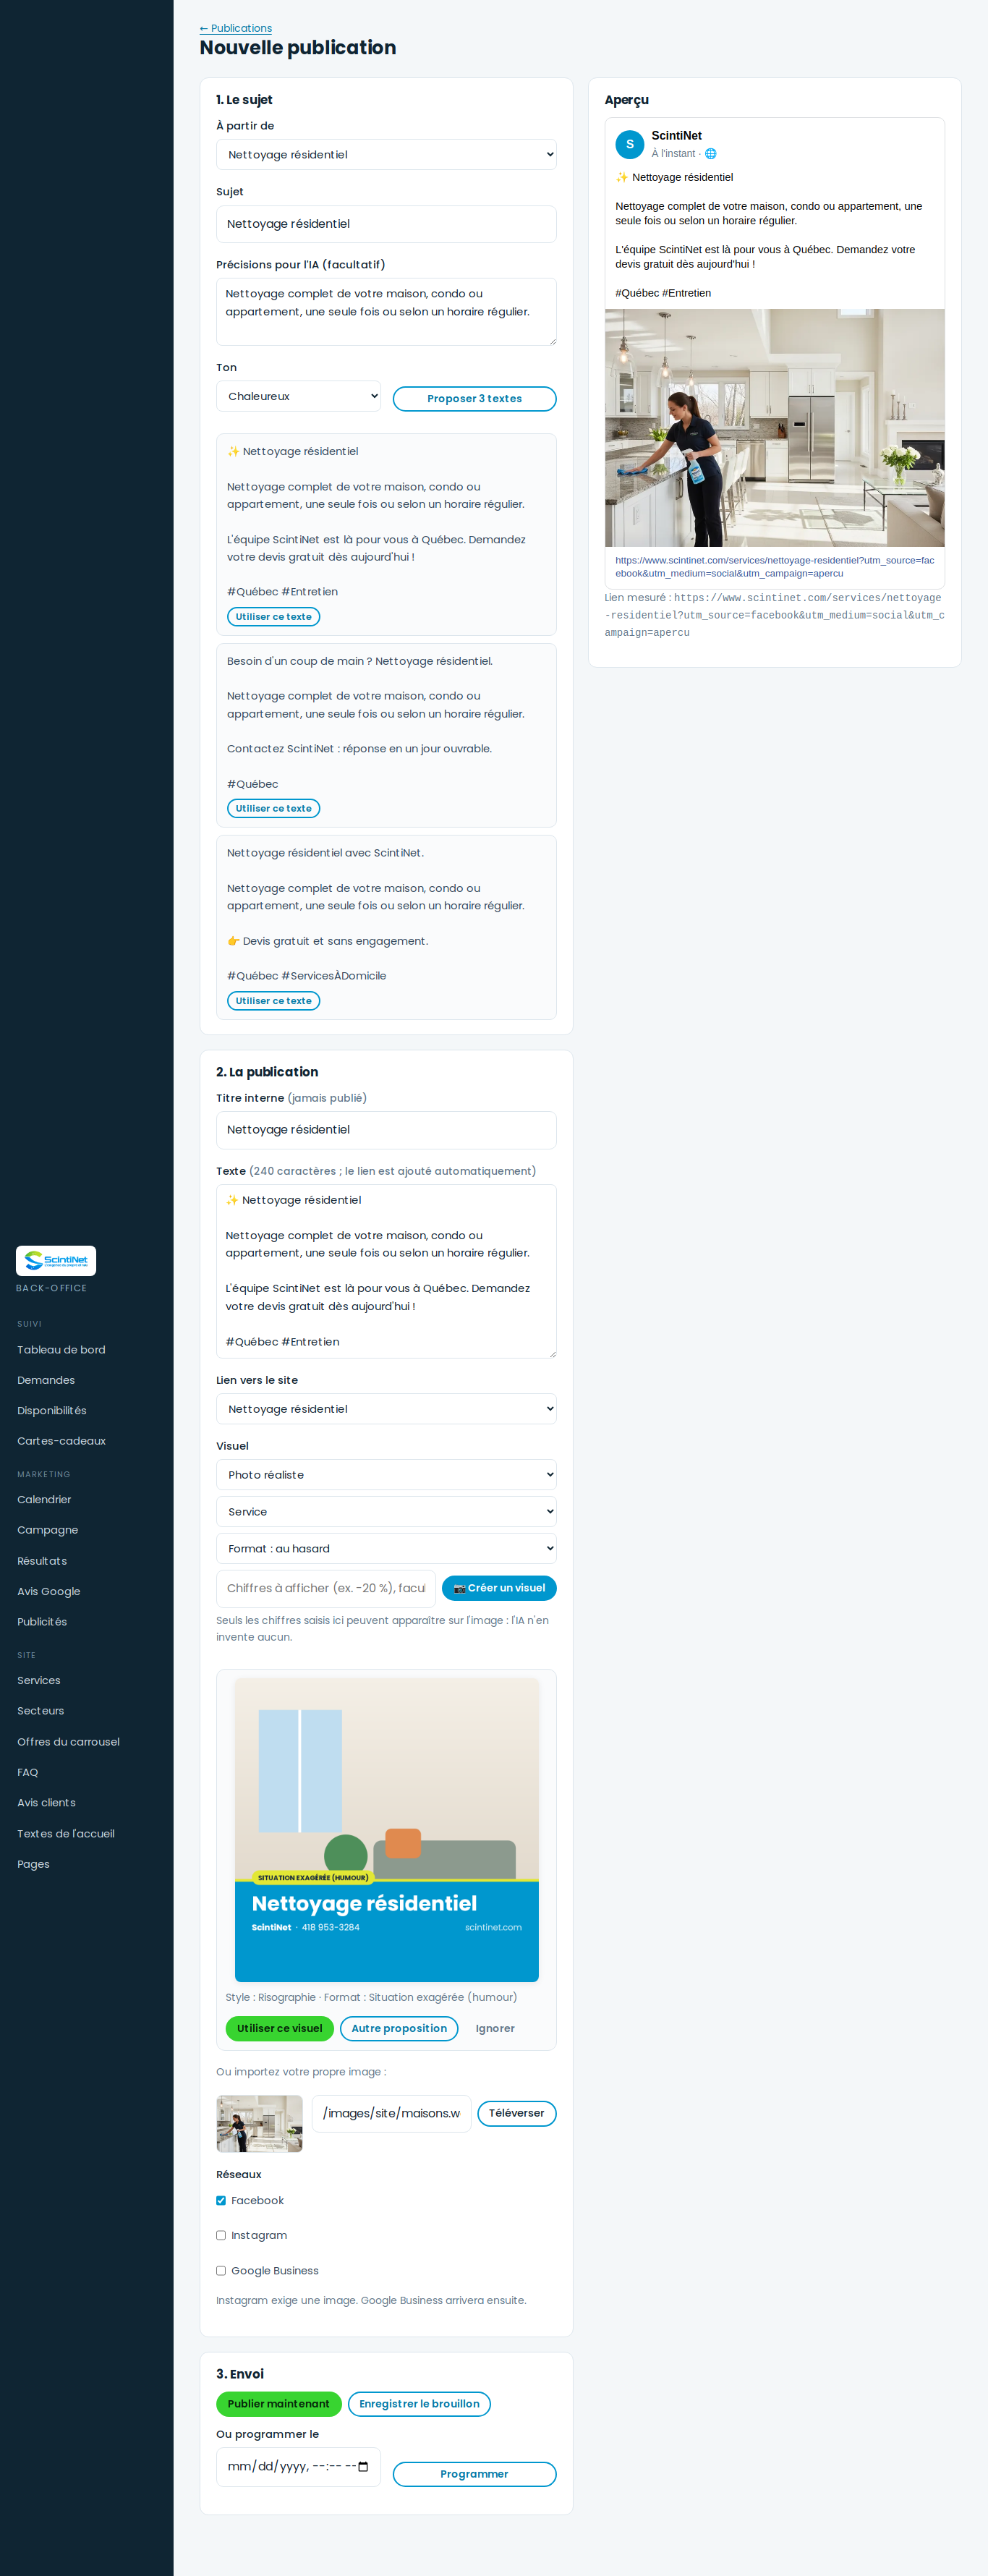 ScintiNet
BACK-OFFICE
SUIVI
Tableau de bord
Demandes
Disponibilités
Cartes-cadeaux
MARKETING
Calendrier
Campagne
Résultats
Avis Google
Publicités
SITE
Services
Secteurs
Offres du carrousel
FAQ
Avis clients
Textes de l'accueil
Pages
← Publications
Nouvelle publication
1. Le sujet
À partir de
Nettoyage résidentiel
Sujet
Nettoyage résidentiel
Précisions pour l'IA (facultatif)
Nettoyage complet de votre maison, condo ou
appartement, une seule fois ou selon un horaire régulier.
Ton
Chaleureux
Proposer 3 textes
✨ Nettoyage résidentiel
Nettoyage complet de votre maison, condo ou
appartement, une seule fois ou selon un horaire régulier.
L'équipe ScintiNet est là pour vous à Québec. Demandez
votre devis gratuit dès aujourd'hui !
#Québec #Entretien
Utiliser ce texte
Besoin d'un coup de main ? Nettoyage résidentiel.
Nettoyage complet de votre maison, condo ou
appartement, une seule fois ou selon un horaire régulier.
Contactez ScintiNet : réponse en un jour ouvrable.
#Québec
Utiliser ce texte
Nettoyage résidentiel avec ScintiNet.
Nettoyage complet de votre maison, condo ou
appartement, une seule fois ou selon un horaire régulier.
👉 Devis gratuit et sans engagement.
#Québec #ServicesÀDomicile
Utiliser ce texte
2. La publication
Titre interne (jamais publié)
Nettoyage résidentiel
Texte (240 caractères ; le lien est ajouté automatiquement)
✨ Nettoyage résidentiel
Nettoyage complet de votre maison, condo ou
appartement, une seule fois ou selon un horaire régulier.
L'équipe ScintiNet est là pour vous à Québec. Demandez
votre devis gratuit dès aujourd'hui !
#Québec #Entretien
Lien vers le site
Nettoyage résidentiel
Visuel
Photo réaliste
Service
Format : au hasard
Chiffres à afficher (ex. -20 %), facul
📷 Créer un visuel
Seuls les chiffres saisis ici peuvent apparaître sur l'image : l'IA n'en
invente aucun.
SITUATION EXAGÉRÉE (HUMOUR)
Nettoyage résidentiel
ScintiNet · 418 953-3284
scintinet.com
Style : Risographie · Format : Situation exagérée (humour)
Utiliser ce visuel
Autre proposition
Ignorer
Ou importez votre propre image :
/images/site/maisons.w
Téléverser
Réseaux
Facebook
Instagram
Google Business
Instagram exige une image. Google Business arrivera ensuite.
3. Envoi
Publier maintenant
Enregistrer le brouillon
Ou programmer le
mm/dd/yyyy, --:-- --
Programmer
Aperçu
S
ScintiNet
À l'instant · 🌐
✨ Nettoyage résidentiel
Nettoyage complet de votre maison, condo ou appartement, une
seule fois ou selon un horaire régulier.
L'équipe ScintiNet est là pour vous à Québec. Demandez votre
devis gratuit dès aujourd'hui !
#Québec #Entretien
https://www.scintinet.com/services/nettoyage-residentiel?utm_source=fac
ebook&utm_medium=social&utm_campaign=apercu
Lien mesuré : https://www.scintinet.com/services/nettoyage
-residentiel?utm_source=facebook&utm_medium=social&utm_c
ampaign=apercu